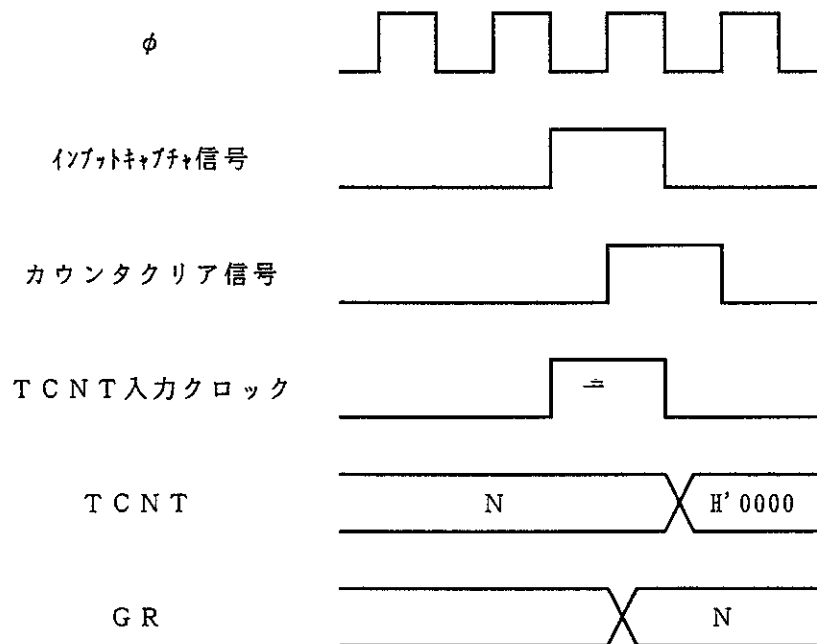 φ
インプットキャプチャ信号
カウンタクリア信号
TCNT入力クロック
TCNT
N
H'0000
GR
N